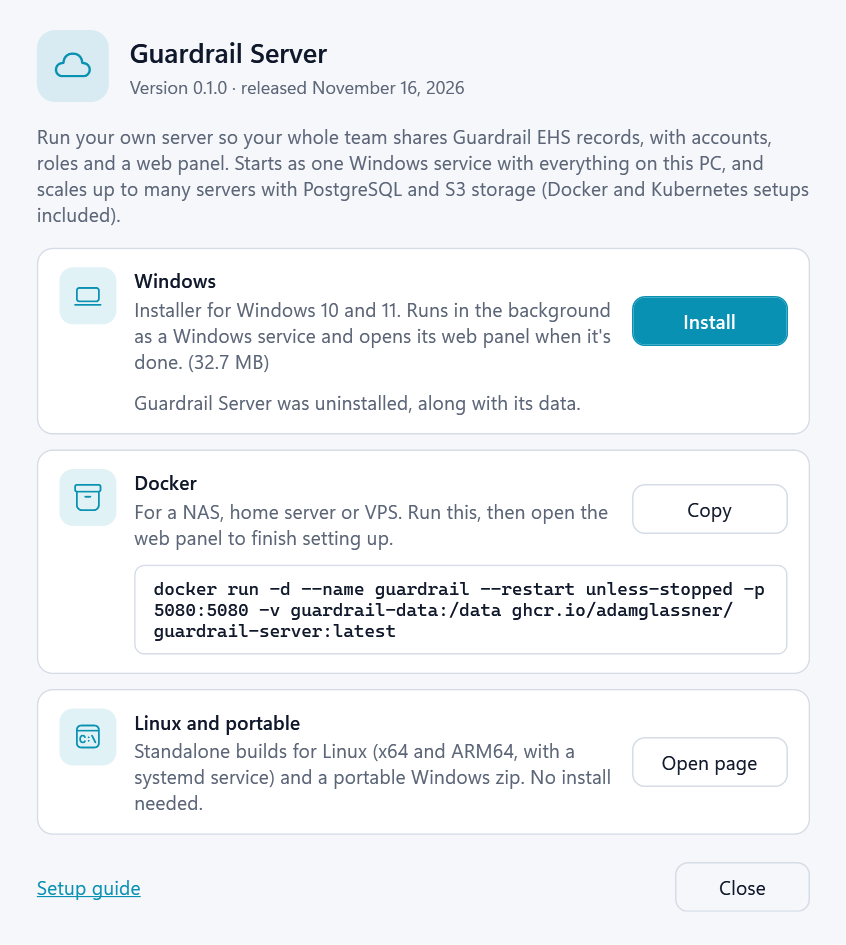 Guardrail Server
Version 0.1.0 · released November 16, 2026
Run your own server so your whole team shares Guardrail EHS records, with accounts,
roles and a web panel. Starts as one Windows service with everything on this PC, and
scales up to many servers with PostgreSQL and S3 storage (Docker and Kubernetes setups
included).
Windows
Installer for Windows 10 and 11. Runs in the background
as a Windows service and opens its web panel when it's
done. (32.7 MB)
Install
Guardrail Server was uninstalled, along with its data.
Docker
For a NAS, home server or VPS. Run this, then open the
web panel to finish setting up.
Copy
docker run -d --name guardrail --restart unless-stopped -p
5080:5080 -v guardrail-data:/data ghcr.io/adamglassner/
guardrail-server:latest
C:\
Linux and portable
Standalone builds for Linux (x64 and ARM64, with a
systemd service) and a portable Windows zip. No install
needed.
Open page
Setup guide
Close